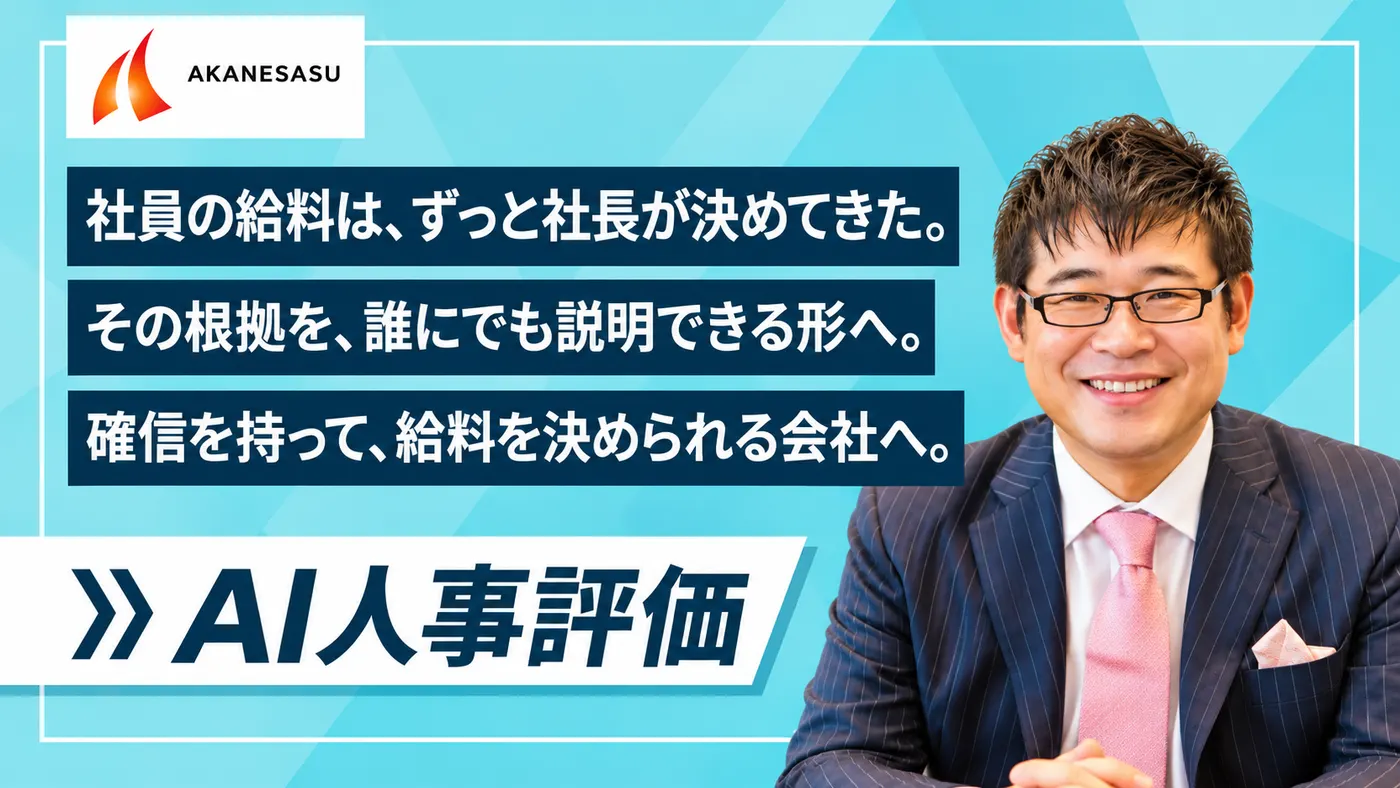 AKANESASU
社員の給料は、ずっと社長が決めてきた。
その根拠を、誰にでも説明できる形へ。
確信を持って、給料を決められる会社へ。
AI人事評価